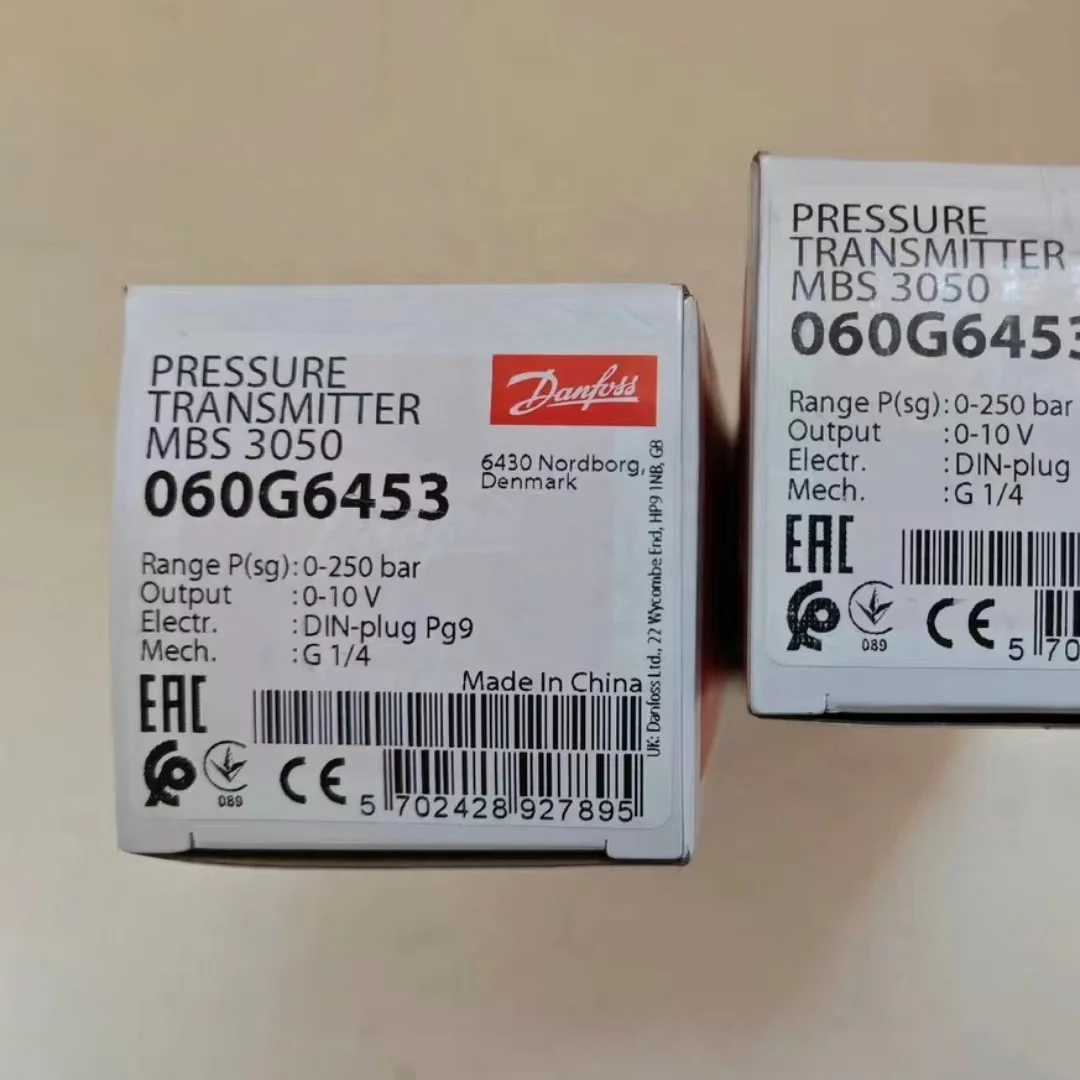 PRESSURE
TRANSMITTER
MBS 3050
060G6453
Danfoss
6430 Nordborg,
Denmark
Range P(sg): 0-250 bar
Output : 0-10 V
Electr. : DIN-plug Pg9
Mech. : G 1/4
Made In China
UK: Danfoss Ltd., 22 Wycombe End, HP9 1NB, GB
EAC
089
CE
5 702428 927895
PRESSURE
TRANSMITTER
MBS 3050
060G6453
Range P(sg): 0-250 bar
Output : 0-10 V
Electr. : DIN-plug
Mech. : G 1/4
EAC
089
CE
5 70